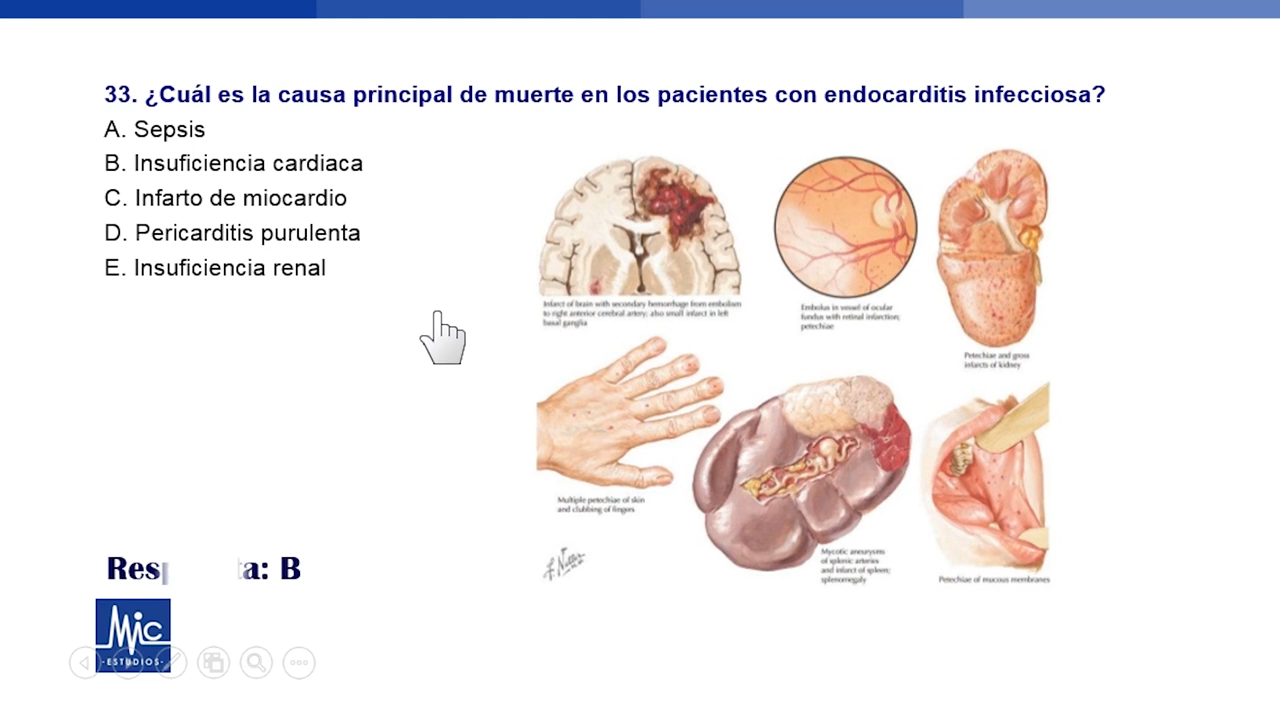 33. ¿Cuál es la causa principal de muerte en los pacientes con endocarditis infecciosa?
A. Sepsis
B. Insuficiencia cardiaca
C. Infarto de miocardio
D. Pericarditis purulenta
E. Insuficiencia renal
Infarct of brain with secondary hemorrhage from embolism
to right anterior cerebral artery; also small infarct in left
basal ganglia
Embolus in vessel of ocular
fundus with retinal infarction;
petechiae
Petechiae and gross
infarcts of kidney
Multiple petechiae of skin
and clubbing of fingers
Mycotic aneurysms
of splenic arteries
and infarct of spleen;
splenomegaly
Petechiae of mucous membranes
: B
MiC
-ESTUDIOS-